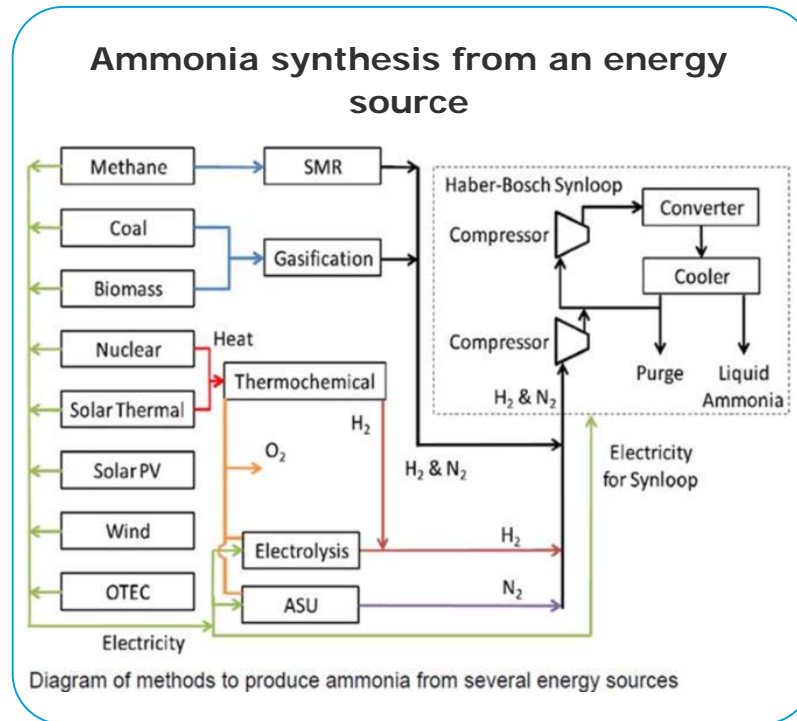 Ammonia synthesis from an energy
source
Methane
SMR
Haber-Bosch Synloop
Converter
Coal
Compressor
Gasification
Cooler
Biomass
Nuclear
Heat
Compressor
Thermochemical
Purge
Liquid
Ammonia
Solar Thermal
H₂ & N₂
H₂
O₂
Solar PV
H₂ & N₂
Electricity
for Synloop
Wind
Electrolysis
H₂
OTEC
ASU
N₂
Electricity
Diagram of methods to produce ammonia from several energy sources